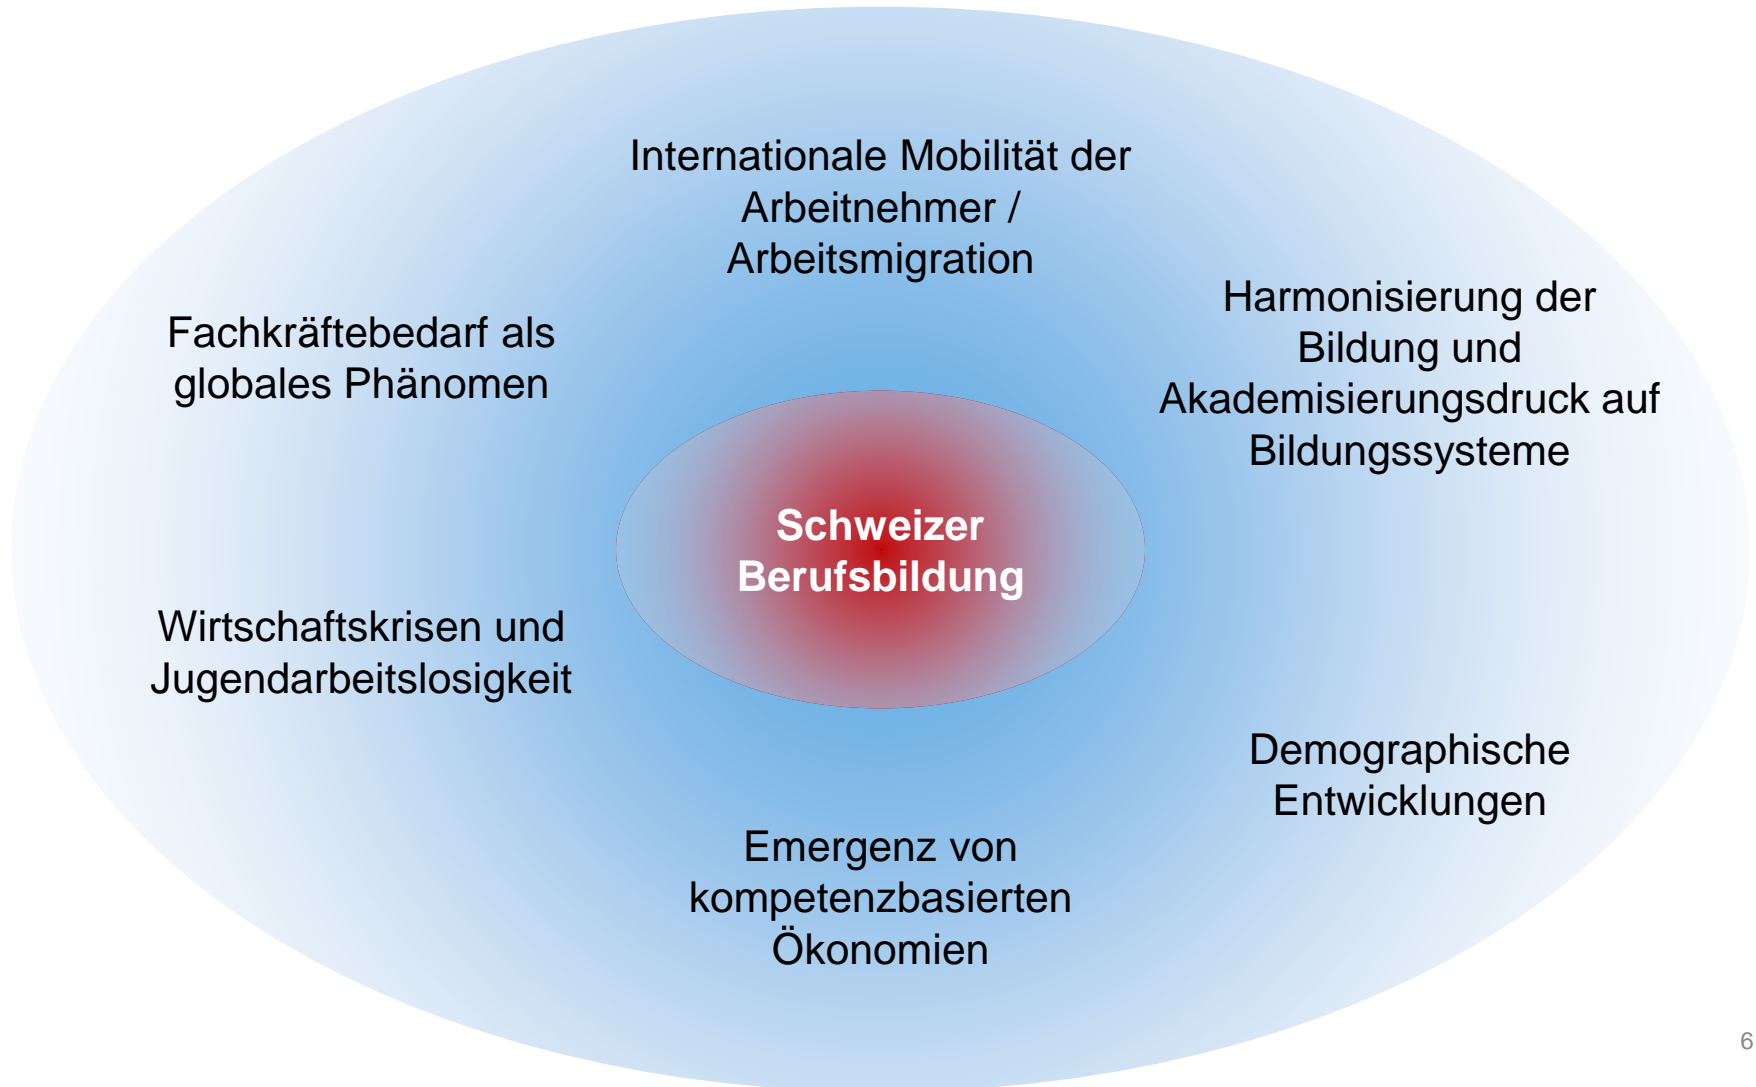 Internationale Mobilität der
Arbeitnehmer /
Arbeitsmigration
Harmonisierung der
Bildung und
Akademisierungsdruck auf
Bildungssysteme
Fachkräftebedarf als
globales Phänomen
Schweizer
Berufsbildung
Wirtschaftskrisen und
Jugendarbeitslosigkeit
Demographische
Entwicklungen
Emergenz von
kompetenzbasierten
Ökonomien
6